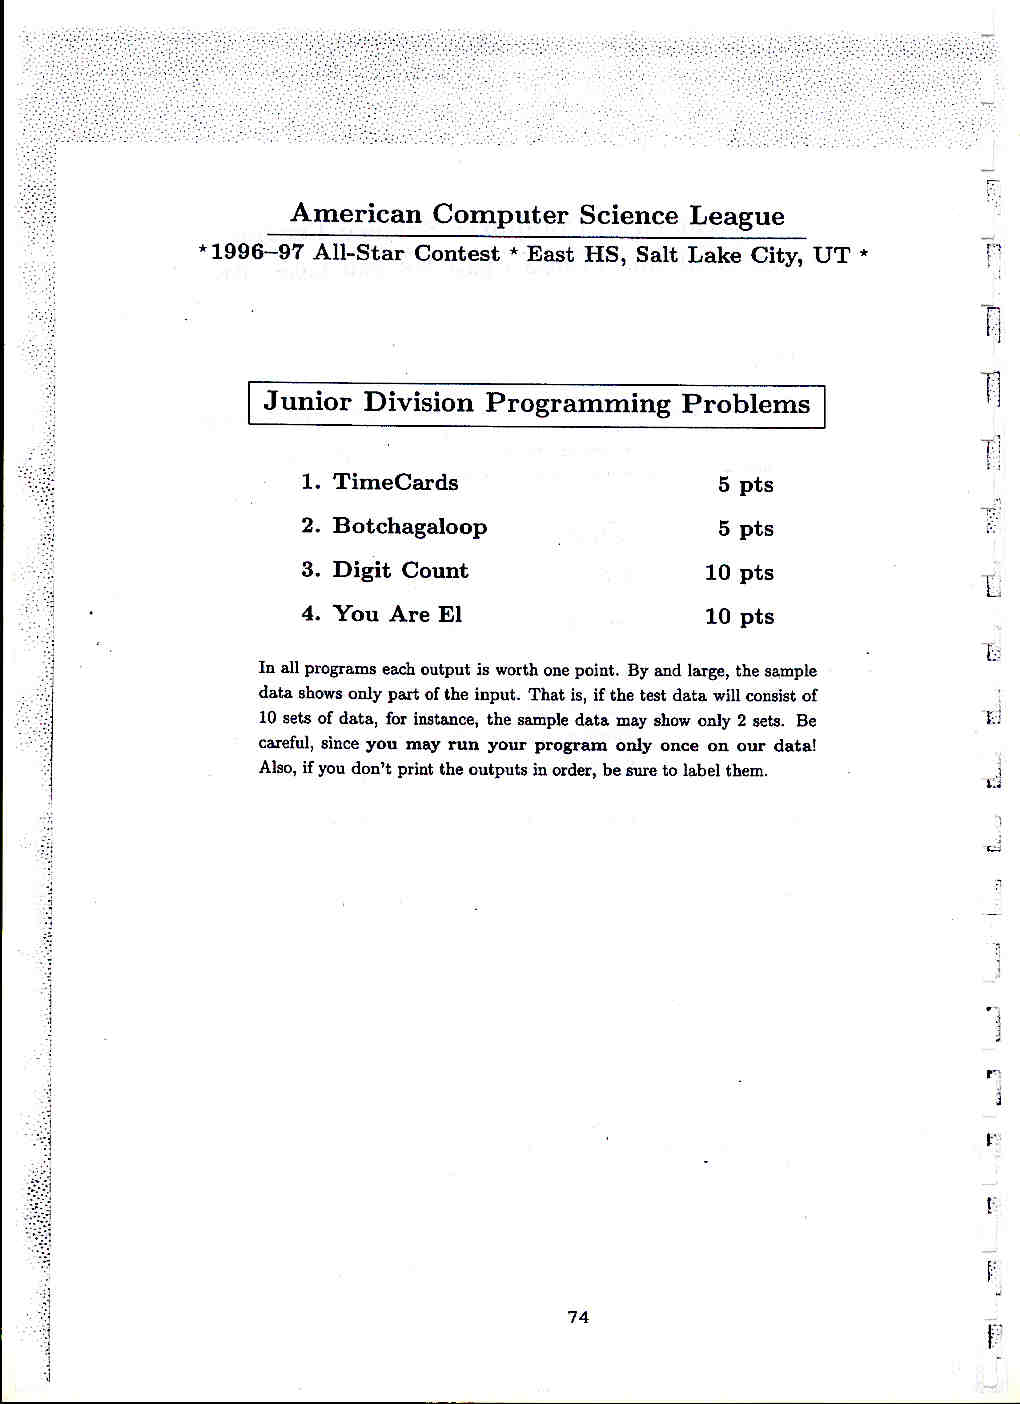 American Computer Science League
*1996–97 All-Star Contest * East HS, Salt Lake City, UT *
Junior Division Programming Problems
1. TimeCards 5 pts
2. Botchagaloop 5 pts
3. Digit Count 10 pts
4. You Are El 10 pts
In all programs each output is worth one point. By and large, the sample
data shows only part of the input. That is, if the test data will consist of
10 sets of data, for instance, the sample data may show only 2 sets. Be
careful, since you may run your program only once on our data!
Also, if you don't print the outputs in order, be sure to label them.
74